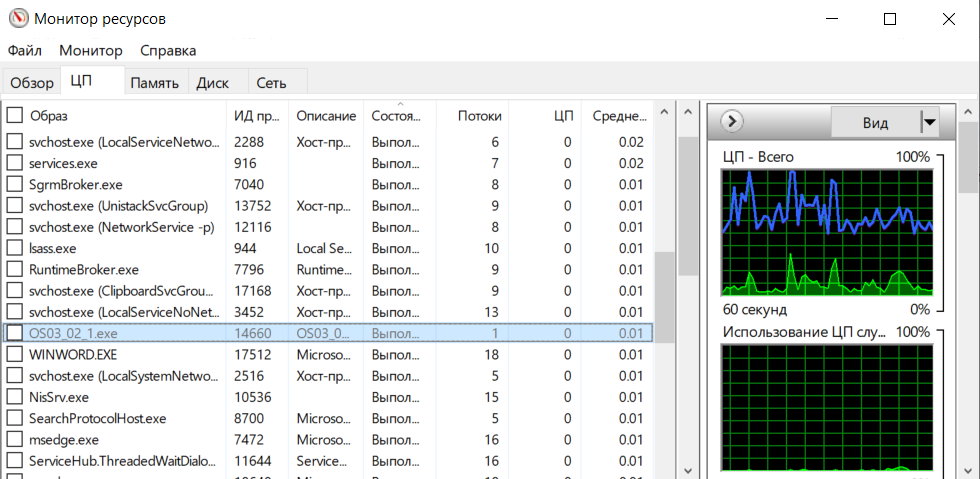 Монитор ресурсов
Файл Монитор Справка
Обзор ЦП Память Диск Сеть
Образ ИД пр... Описание Состоя... Потоки ЦП Средне...
svchost.exe (LocalServiceNetwo... 2288 Хост-пр... Выпол... 6 0 0.02
services.exe 916 Выпол... 7 0 0.02
SgrmBroker.exe 7040 Выпол... 8 0 0.01
svchost.exe (UnistackSvcGroup) 13752 Хост-пр... Выпол... 9 0 0.01
svchost.exe (NetworkService -p) 12116 Выпол... 8 0 0.01
lsass.exe 944 Local Se... Выпол... 10 0 0.01
RuntimeBroker.exe 7796 Runtime... Выпол... 9 0 0.01
svchost.exe (ClipboardSvcGrou... 17168 Хост-пр... Выпол... 9 0 0.01
svchost.exe (LocalServiceNoNet... 3452 Хост-пр... Выпол... 13 0 0.01
OS03_02_1.exe 14660 OS03_0... Выпол... 1 0 0.01
WINWORD.EXE 17512 Microso... Выпол... 18 0 0.01
svchost.exe (LocalSystemNetwo... 2516 Хост-пр... Выпол... 5 0 0.01
NisSrv.exe 10536 Выпол... 15 0 0.01
SearchProtocolHost.exe 8700 Microso... Выпол... 5 0 0.01
msedge.exe 7472 Microso... Выпол... 16 0 0.01
ServiceHub.ThreadedWaitDialo... 11644 Service... Выпол... 16 0 0.01
Вид
ЦП - Всего 100%
60 секунд 0%
Использование ЦП слу... 100%